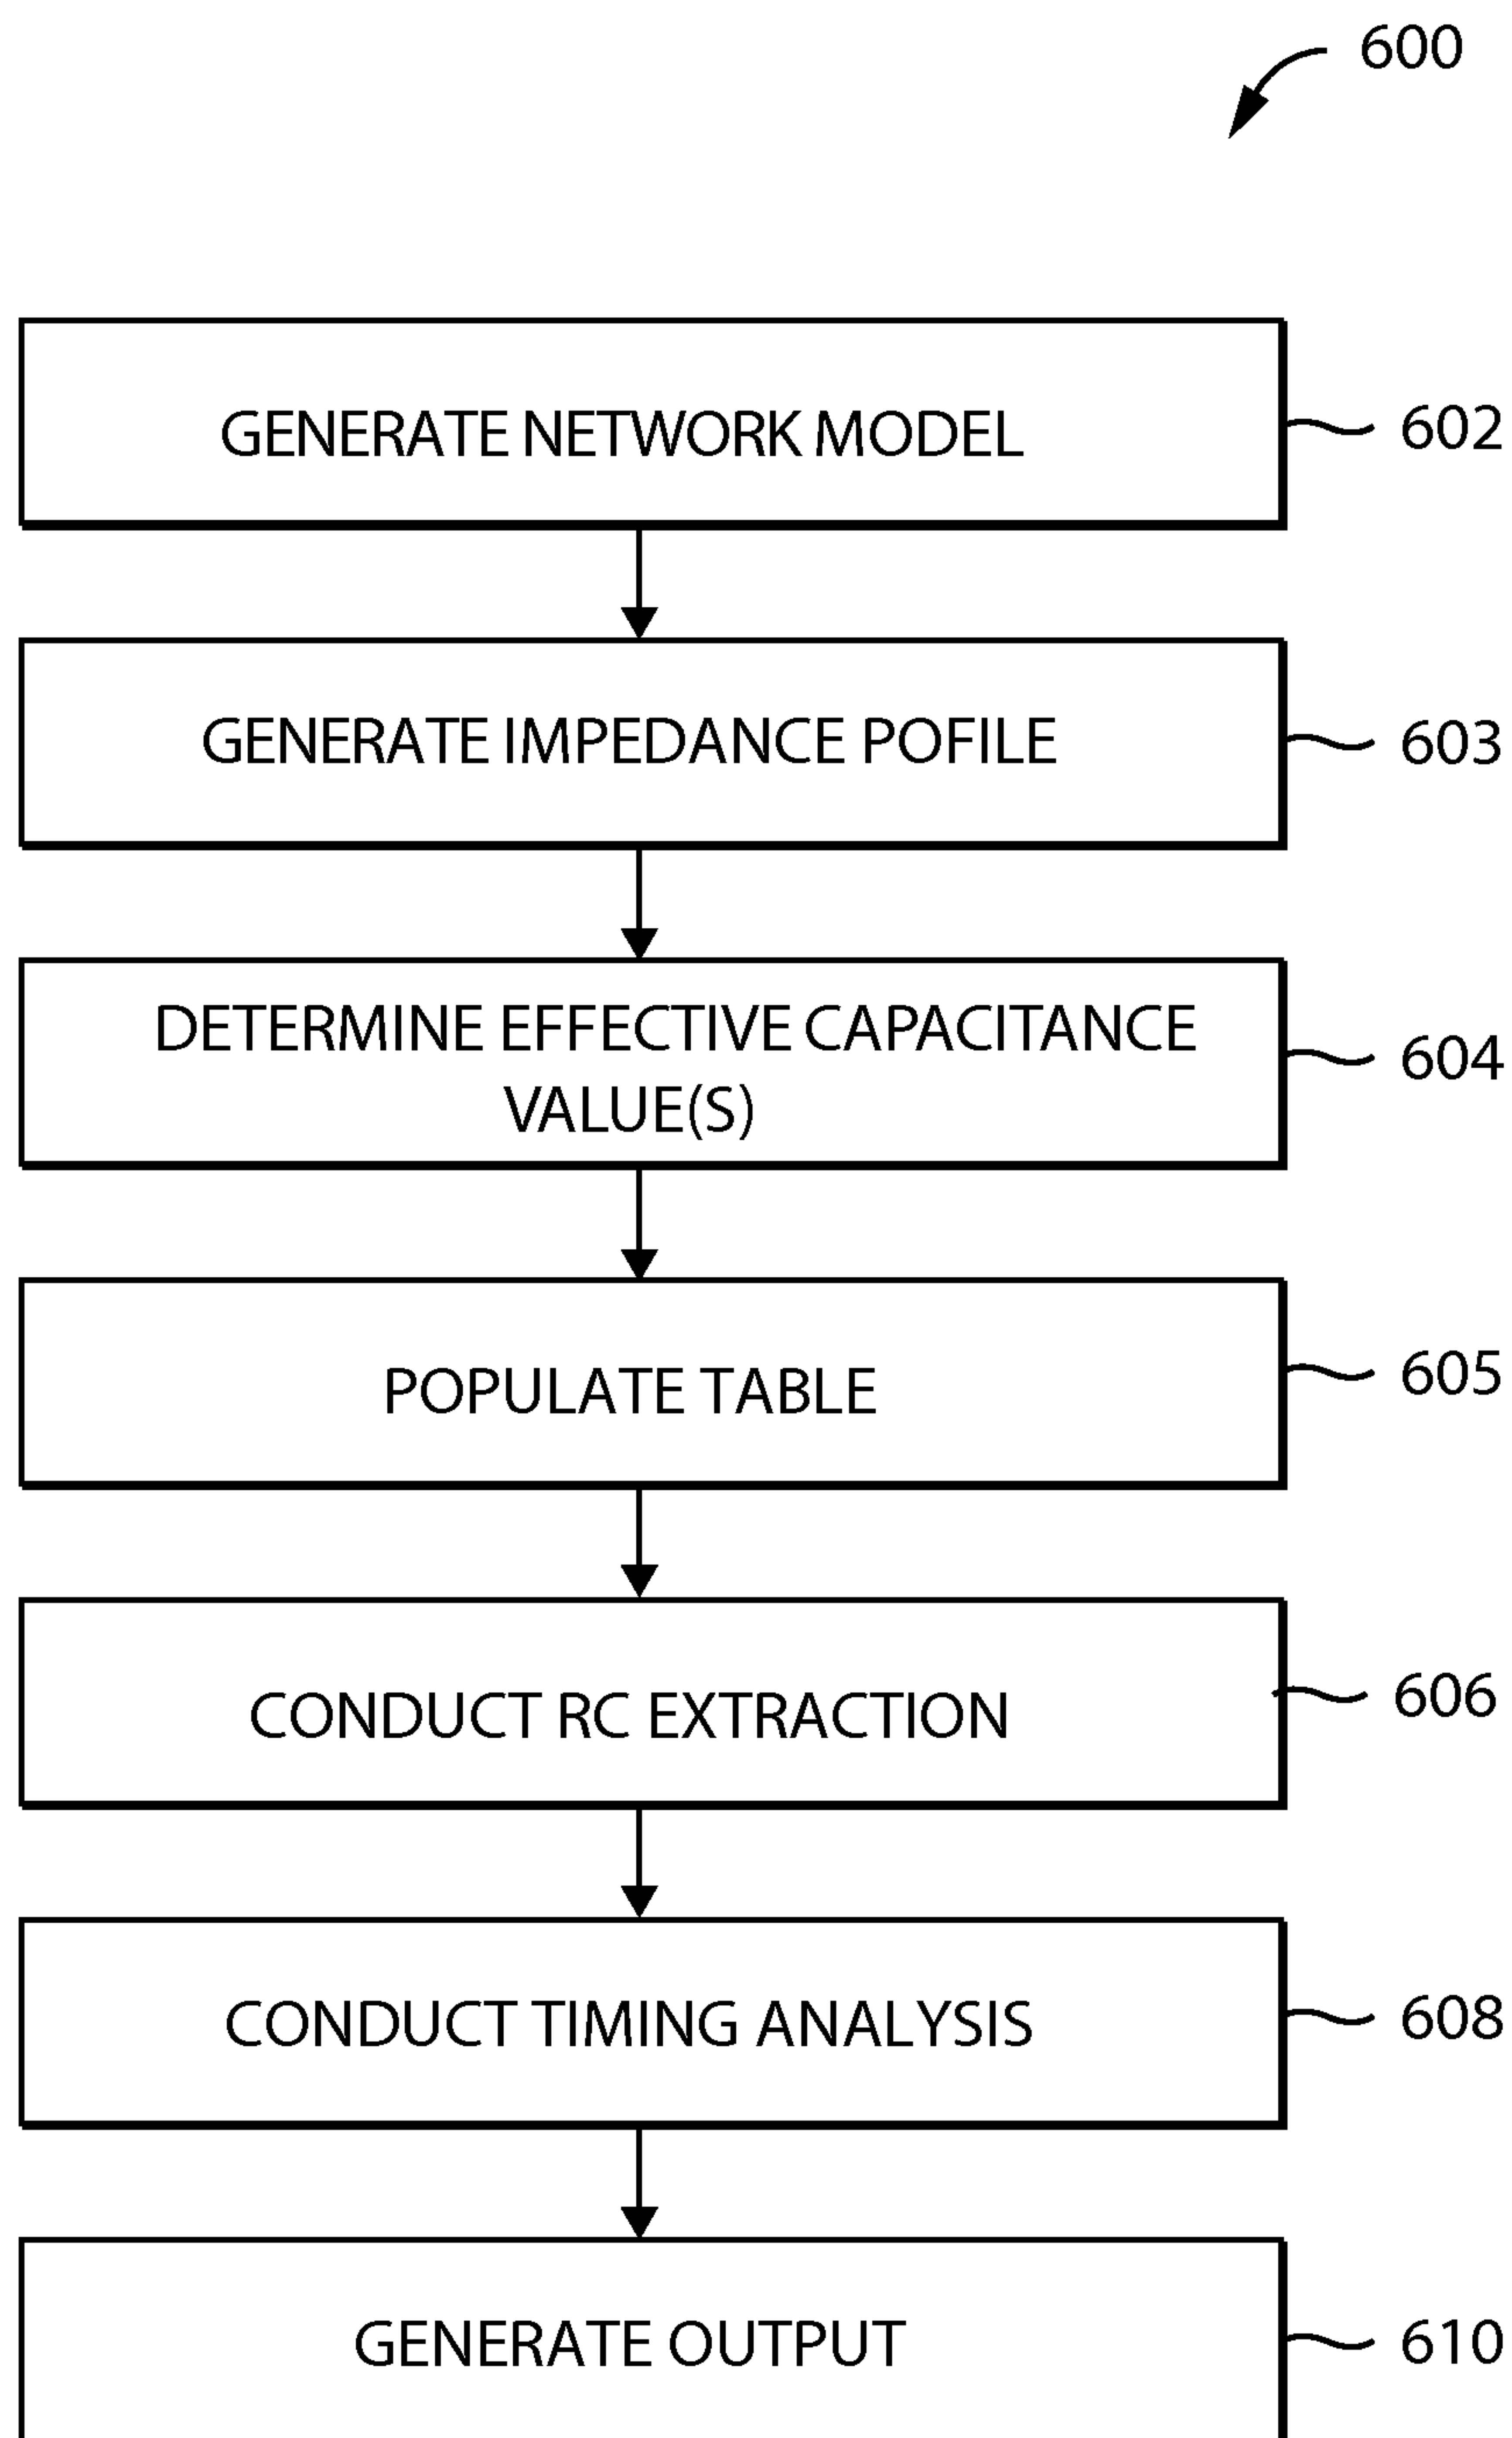 600
GENERATE NETWORK MODEL
602
GENERATE IMPEDANCE POFILE
603
DETERMINE EFFECTIVE CAPACITANCE
VALUE(S)
604
POPULATE TABLE
605
CONDUCT RC EXTRACTION
606
CONDUCT TIMING ANALYSIS
608
GENERATE OUTPUT
610